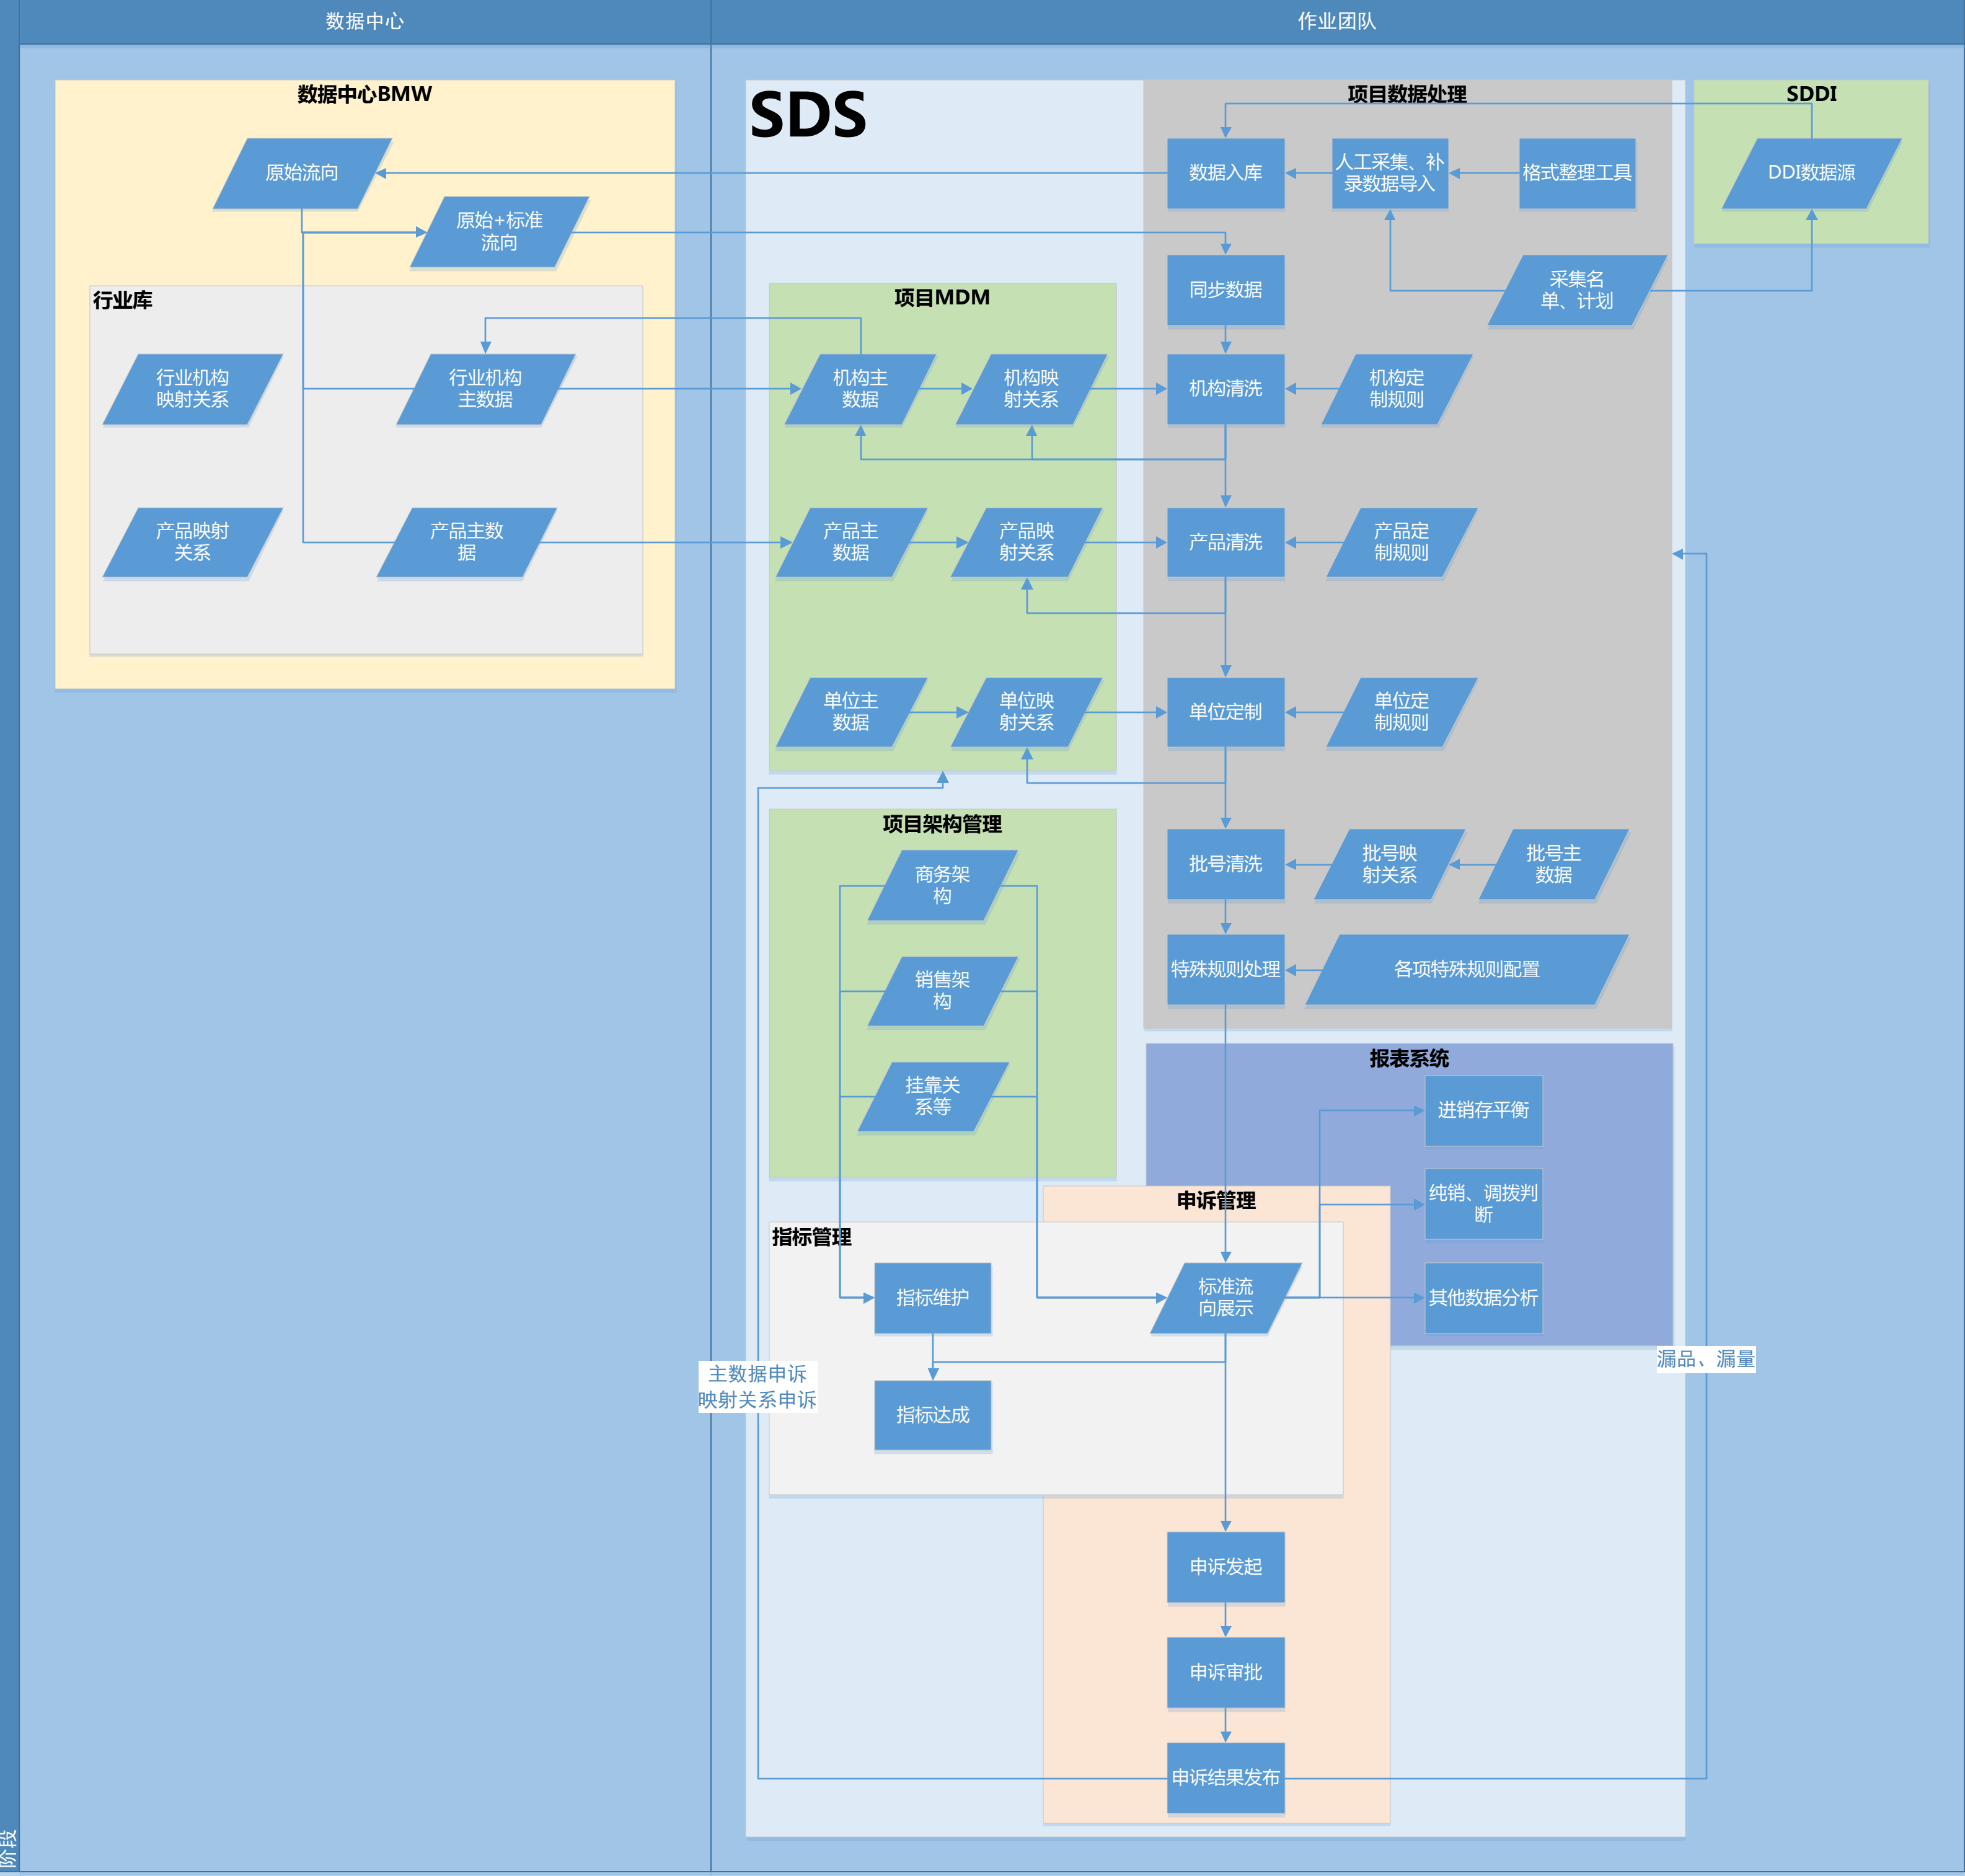 数据中心
作业团队
数据中心BMW
SDS
项目数据处理
SDDI
原始流向
数据入库
人工采集、补
录数据导入
格式整理工具
DDI数据源
原始+标准
流向
同步数据
采集名
单、计划
行业库
项目MDM
行业机构
映射关系
行业机构
主数据
机构主
数据
机构映
射关系
机构清洗
机构定
制规则
产品映射
关系
产品主数
据
产品主
数据
产品映
射关系
产品清洗
产品定
制规则
单位主
数据
单位映
射关系
单位定制
单位定
制规则
项目架构管理
商务架
构
批号清洗
批号映
射关系
批号主
数据
销售架
构
特殊规则处理
各项特殊规则配置
挂靠关
系等
报表系统
进销存平衡
纯销、调拨判
断
其他数据分析
申诉管理
指标管理
指标维护
标准流
向展示
主数据申诉
映射关系申诉
漏品、漏量
指标达成
申诉发起
申诉审批
申诉结果发布
阶段